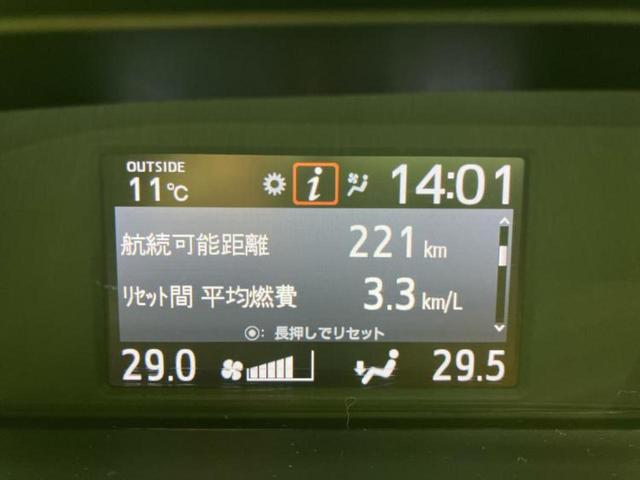 OUTSIDE
11℃ i 14:01
航続可能距離 221 km
リセット間 平均燃費 3.3 km/L
◉: 長押しでリセット
29.0 29.5